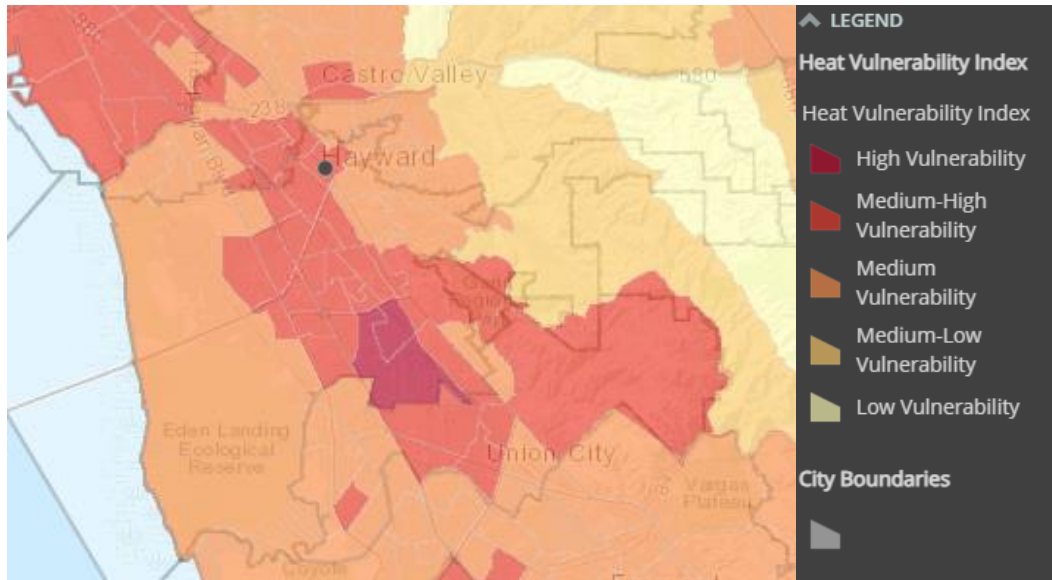 LEGEND
Heat Vulnerability Index
Heat Vulnerability Index
High Vulnerability
Medium-High
Vulnerability
Medium
Vulnerability
Medium-Low
Vulnerability
Low Vulnerability
City Boundaries
Castro Valley
580
238
Hayward
Eden Landing
Ecological
Reserve
Union City
Vargas
Plateau
Coyote